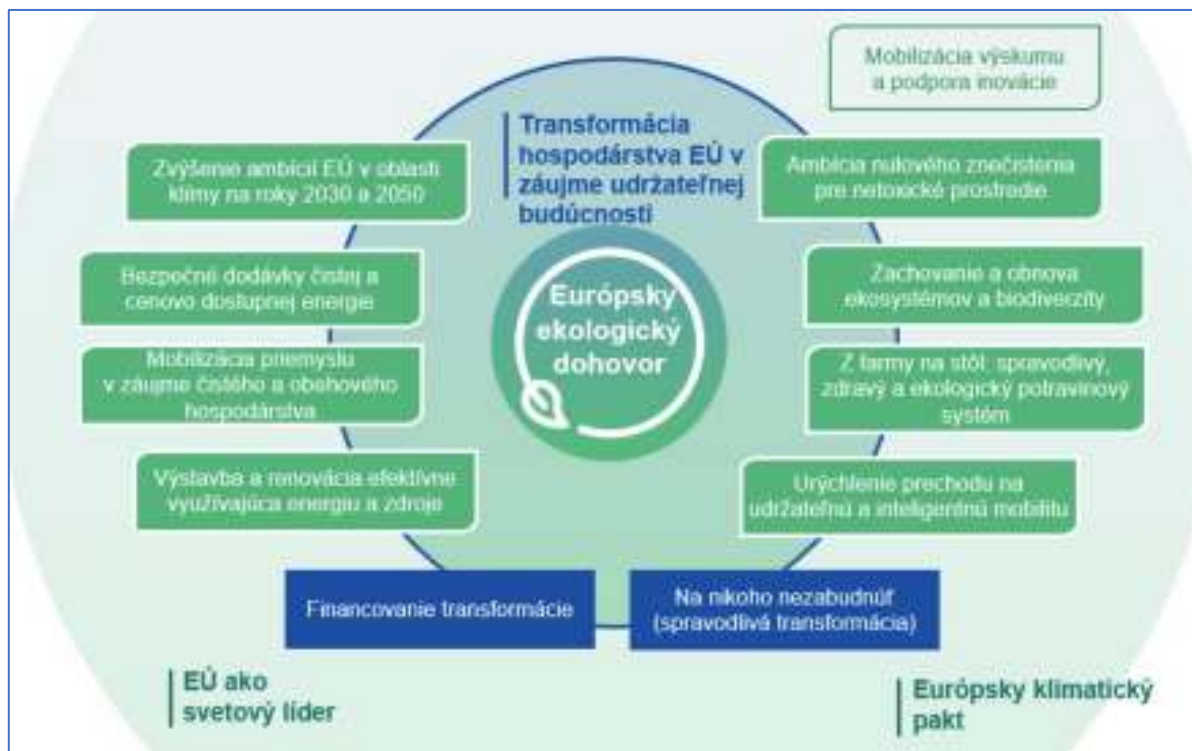 Mobilizácia výskumu
a podpora inovácie
Transformácia
hospodárstva EÚ v
záujme udržateľnej
budúcnosti
Zvýšenie ambícií EÚ v oblasti
klímy na roky 2030 a 2050
Bezpečné dodávky čistej a
cenovo dostupnej energie
Mobilizácia priemyslu
v záujme čistého a obehového
hospodárstva
Výstavba a renovácia efektívne
využívajúca energiu a zdroje
Európsky
ekologický
dohovor
Ambícia nulového znečistenia
pre netoxické prostredie
Zachovanie a obnova
ekosystémov a biodiverzity
Z farmy na stôl: spravodlivý,
zdravý a ekologický potravinový
systém
Urýchlenie prechodu na
udržateľnú a inteligentnú mobilitu
Financovanie transformácie
Na nikoho nezabudnúť
(spravodlivá transformácia)
EÚ ako
svetový líder
Európsky klimatický
pakt